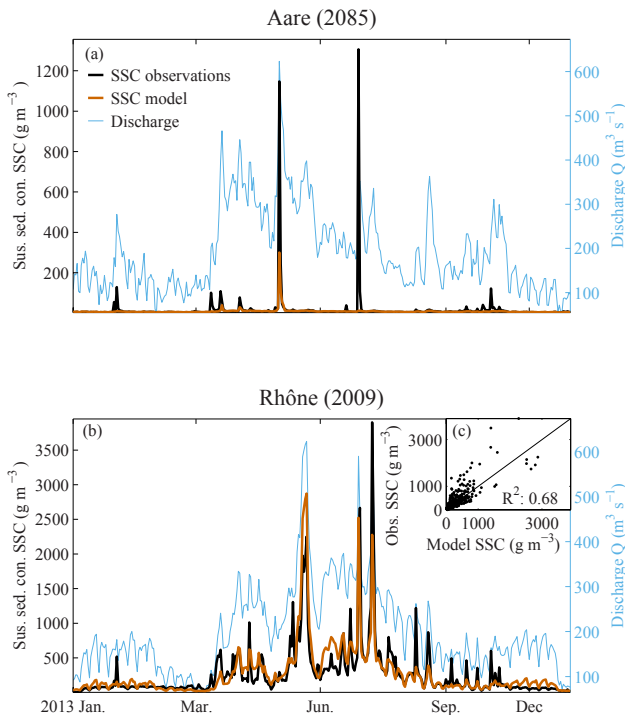 Aare (2085)
(a)
SSC observations
SSC model
Discharge
Sus. sed. con. SSC (g m⁻³)
1200
1000
800
600
400
200
Discharge Q (m³ s⁻¹)
600
500
400
300
200
100
Rhône (2009)
(b)
Sus. sed. con. SSC (g m⁻³)
3500
3000
2500
2000
1500
1000
500
(c)
Obs. SSC (g m⁻³)
3000
2000
1000
0
R²: 0.68
0 1000 3000
Model SSC (g m⁻³)
Discharge Q (m³ s⁻¹)
600
500
400
300
200
100
2013 Jan. Mar. Jun. Sep. Dec